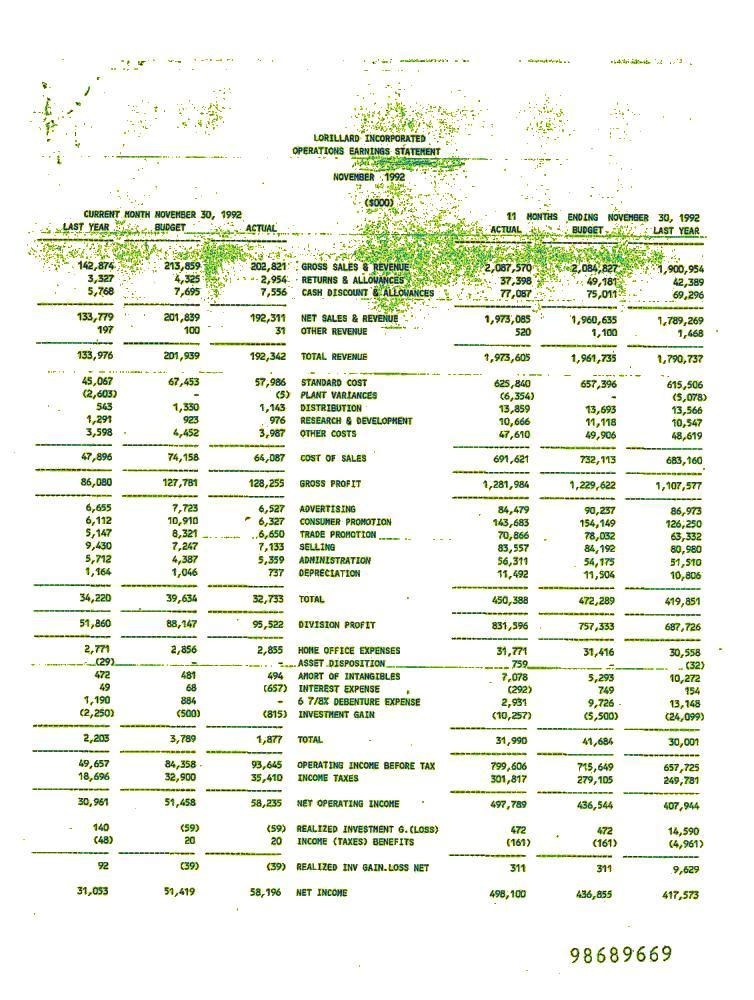 LORILLARD INCORPORATED
OPERATIONS EARNINGS STATEMENT
NOVEMBER 1992
($000)
CURRENT MONTH NOVEMBER 30, 1992 11 MONTHS ENDING NOVEMBER 30, 1992
LAST YEAR BUDGET ACTUAL ACTUAL BUDGET LAST YEAR
142,874 213,859 202,821 GROSS SALES & REVENUE 2,087,570 2,084,827 1,900,954
3,327 4,325 2,954 RETURNS & ALLOWANCES 37,398 49,181 42,389
5,768 7,695 7,556 CASH DISCOUNT & ALLOWANCES 77,087 75,011 69,296
133,779 201,839 192,311 NET SALES & REVENUE 1,973,085 1,960,635 1,789,269
197 100 31 OTHER REVENUE 520 1,100 1,468
133,976 201,939 192,342 TOTAL REVENUE 1,973,605 1,961,735 1,790,737
45,067 67,453 57,986 STANDARD COST 625,840 657,396 615,506
(2,603) - (5) PLANT VARIANCES (6,354) - (5,078)
543 1,330 1,143 DISTRIBUTION 13,859 13,693 13,566
1,291 923 976 RESEARCH & DEVELOPMENT 10,666 11,118 10,547
3,598 4,452 3,987 OTHER COSTS 47,610 49,906 48,619
47,896 74,158 64,087 COST OF SALES 691,621 732,113 683,160
86,080 127,781 128,255 GROSS PROFIT 1,281,984 1,229,622 1,107,577
6,655 7,723 6,527 ADVERTISING 84,479 90,237 86,973
6,112 10,910 6,327 CONSUMER PROMOTION 143,683 154,149 126,250
5,147 8,321 6,650 TRADE PROMOTION 70,866 78,032 63,332
9,430 7,247 7,133 SELLING 83,557 84,192 80,980
5,712 4,387 5,359 ADMINISTRATION 56,311 54,175 51,510
1,164 1,046 737 DEPRECIATION 11,492 11,504 10,806
34,220 39,634 32,733 TOTAL 450,388 472,289 419,851
51,860 88,147 95,522 DIVISION PROFIT 831,596 757,333 687,726
2,771 2,856 2,855 HOME OFFICE EXPENSES 31,771 31,416 30,558
(29) - - ASSET DISPOSITION 759 - (32)
472 481 494 AMORT OF INTANGIBLES 7,078 5,293 10,272
49 68 (657) INTEREST EXPENSE (292) 749 154
1,190 884 - 6 7/8% DEBENTURE EXPENSE 2,931 9,726 13,148
(2,250) (500) (815) INVESTMENT GAIN (10,257) (5,500) (24,099)
2,203 3,789 1,877 TOTAL 31,990 41,684 30,001
49,657 84,358 93,645 OPERATING INCOME BEFORE TAX 799,606 715,649 657,725
18,696 32,900 35,410 INCOME TAXES 301,817 279,105 249,781
30,961 51,458 58,235 NET OPERATING INCOME 497,789 436,544 407,944
140 (59) (59) REALIZED INVESTMENT G.(LOSS) 472 472 14,590
(48) 20 20 INCOME (TAXES) BENEFITS (161) (161) (4,961)
92 (39) (39) REALIZED INV GAIN.LOSS NET 311 311 9,629
31,053 51,419 58,196 NET INCOME 498,100 436,855 417,573
98689669